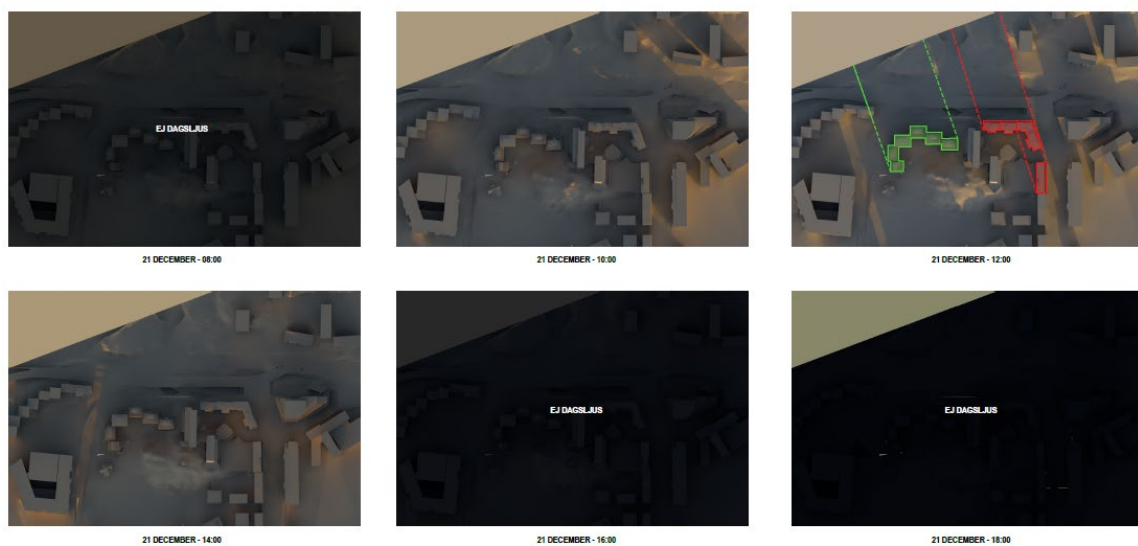 EJ DAGSLJUS
21 DECEMBER - 08:00
21 DECEMBER - 10:00
21 DECEMBER - 12:00
21 DECEMBER - 14:00
EJ DAGSLJUS
21 DECEMBER - 16:00
EJ DAGSLJUS
21 DECEMBER - 18:00